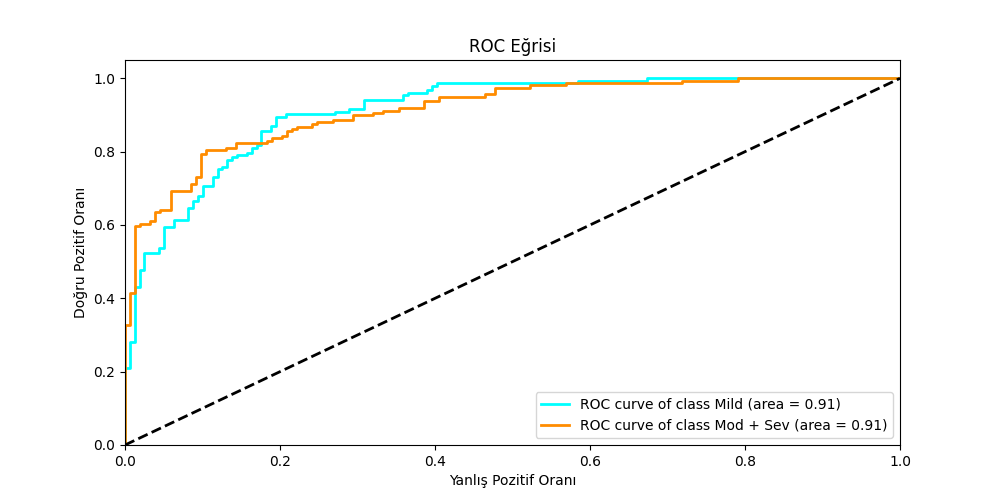 ROC Eğrisi
1.0
0.8
0.6
0.4
0.2
0.0
Doğru Pozitif Oranı
0.0 0.2 0.4 0.6 0.8 1.0
Yanlış Pozitif Oranı
ROC curve of class Mild (area = 0.91)
ROC curve of class Mod + Sev (area = 0.91)